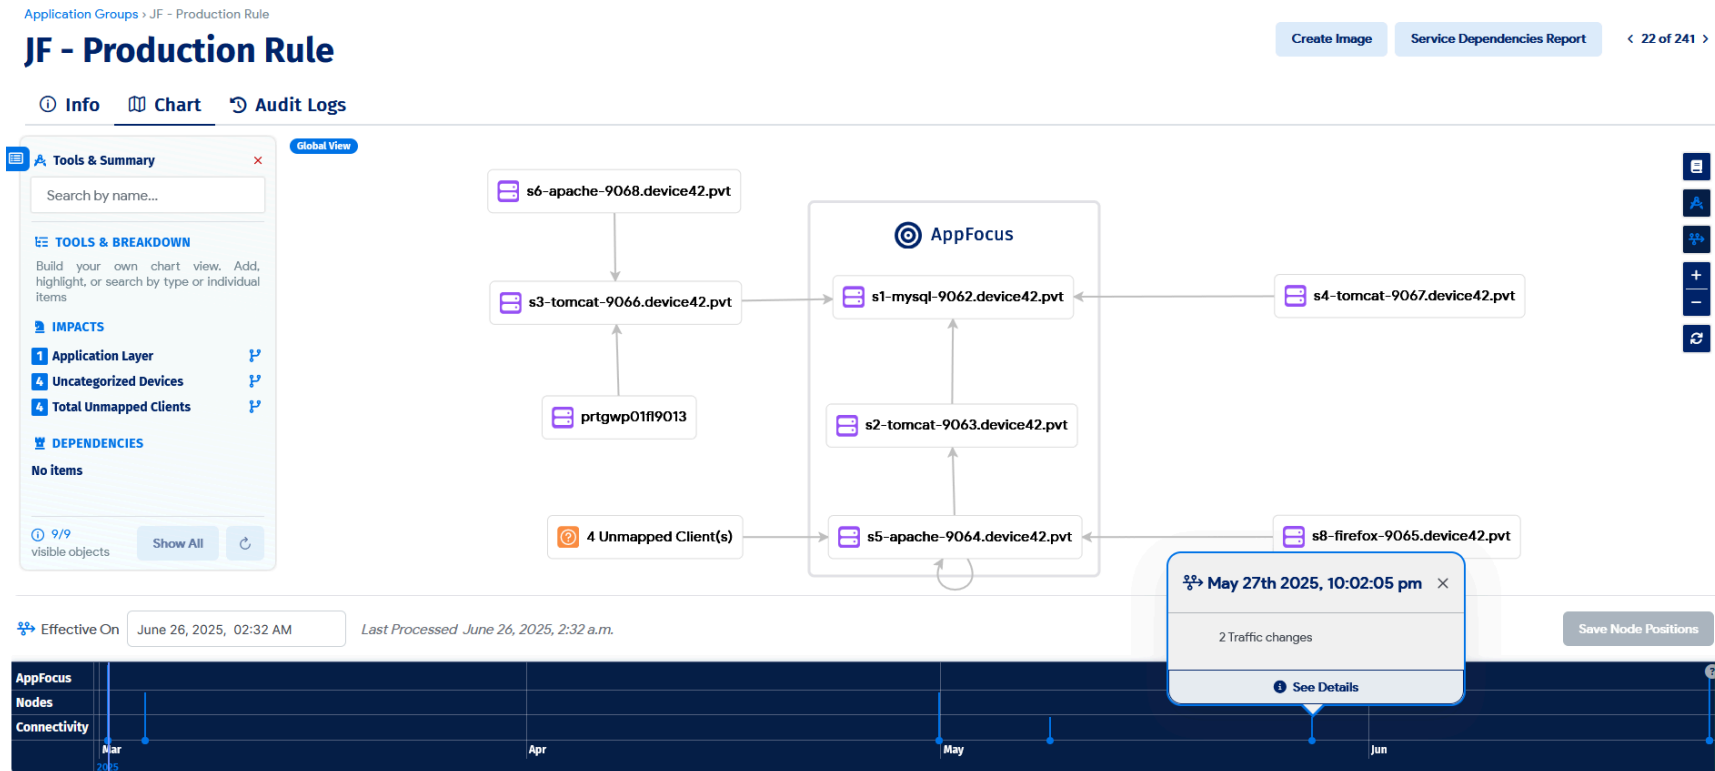 Application Groups › JF - Production Rule
JF - Production Rule
Create Image
Service Dependencies Report
22 of 241
Info
Chart
Audit Logs
Tools & Summary
Global View
Search by name...
TOOLS & BREAKDOWN
Build your own chart view. Add,
highlight, or search by type or individual
items
IMPACTS
1 Application Layer
4 Uncategorized Devices
4 Total Unmapped Clients
DEPENDENCIES
No items
9/9
visible objects
Show All
s6-apache-9068.device42.pvt
AppFocus
s3-tomcat-9066.device42.pvt
s1-mysql-9062.device42.pvt
s4-tomcat-9067.device42.pvt
prtgwp01fl9013
s2-tomcat-9063.device42.pvt
4 Unmapped Client(s)
s5-apache-9064.device42.pvt
s8-firefox-9065.device42.pvt
May 27th 2025, 10:02:05 pm
2 Traffic changes
See Details
Effective On
June 26, 2025, 02:32 AM
Last Processed June 26, 2025, 2:32 a.m.
Save Node Positions
AppFocus
Nodes
Connectivity
Mar
Apr
May
Jun
2025